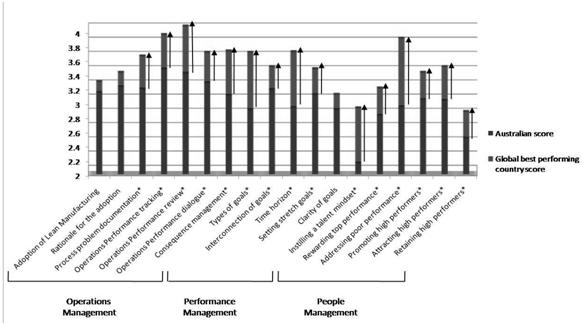 4
3.8
3.6
3.4
3.2
3
2.8
2.6
2.4
2.2
2
Adoption of Lean Manufacturing
Rationale for the adoption
Process problem documentation*
Operations Performance tracking*
Operations Performance review*
Operations Performance dialogue*
Consequence management*
Types of goals*
Interconnection of goals*
Time horizon*
Setting stretch goals*
Clarity of goals
Instilling a talent mindset*
Rewarding top performance*
Addressing poor performance*
Promoting high performers*
Attracting high performers*
Retaining high performers*
Australian score
Global best performing
country score
Operations
Management
Performance
Management
People
Management